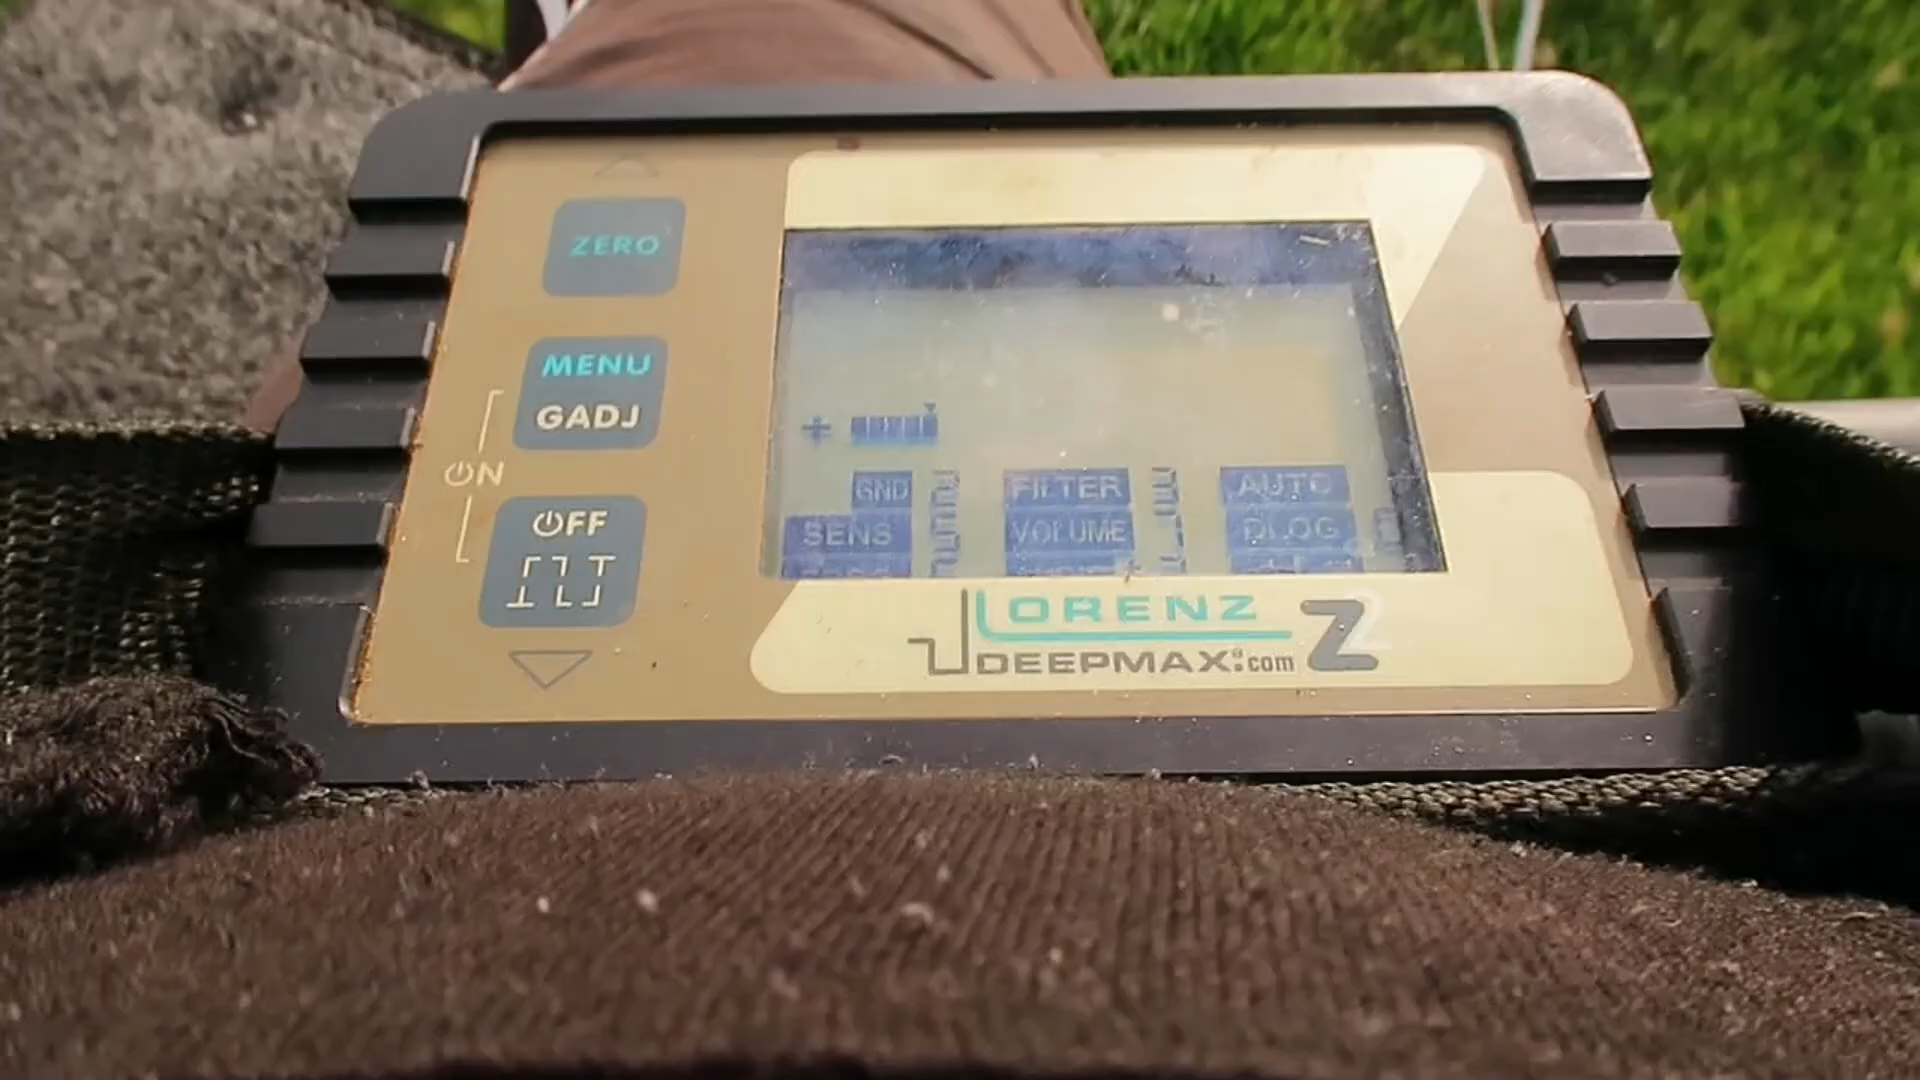 ZERO
MENU
GADJ
ON
OFF
+
GND FILTER AUTO
SENS VOLUME DLOG
LORENZ
DEEPMAX®.com Z